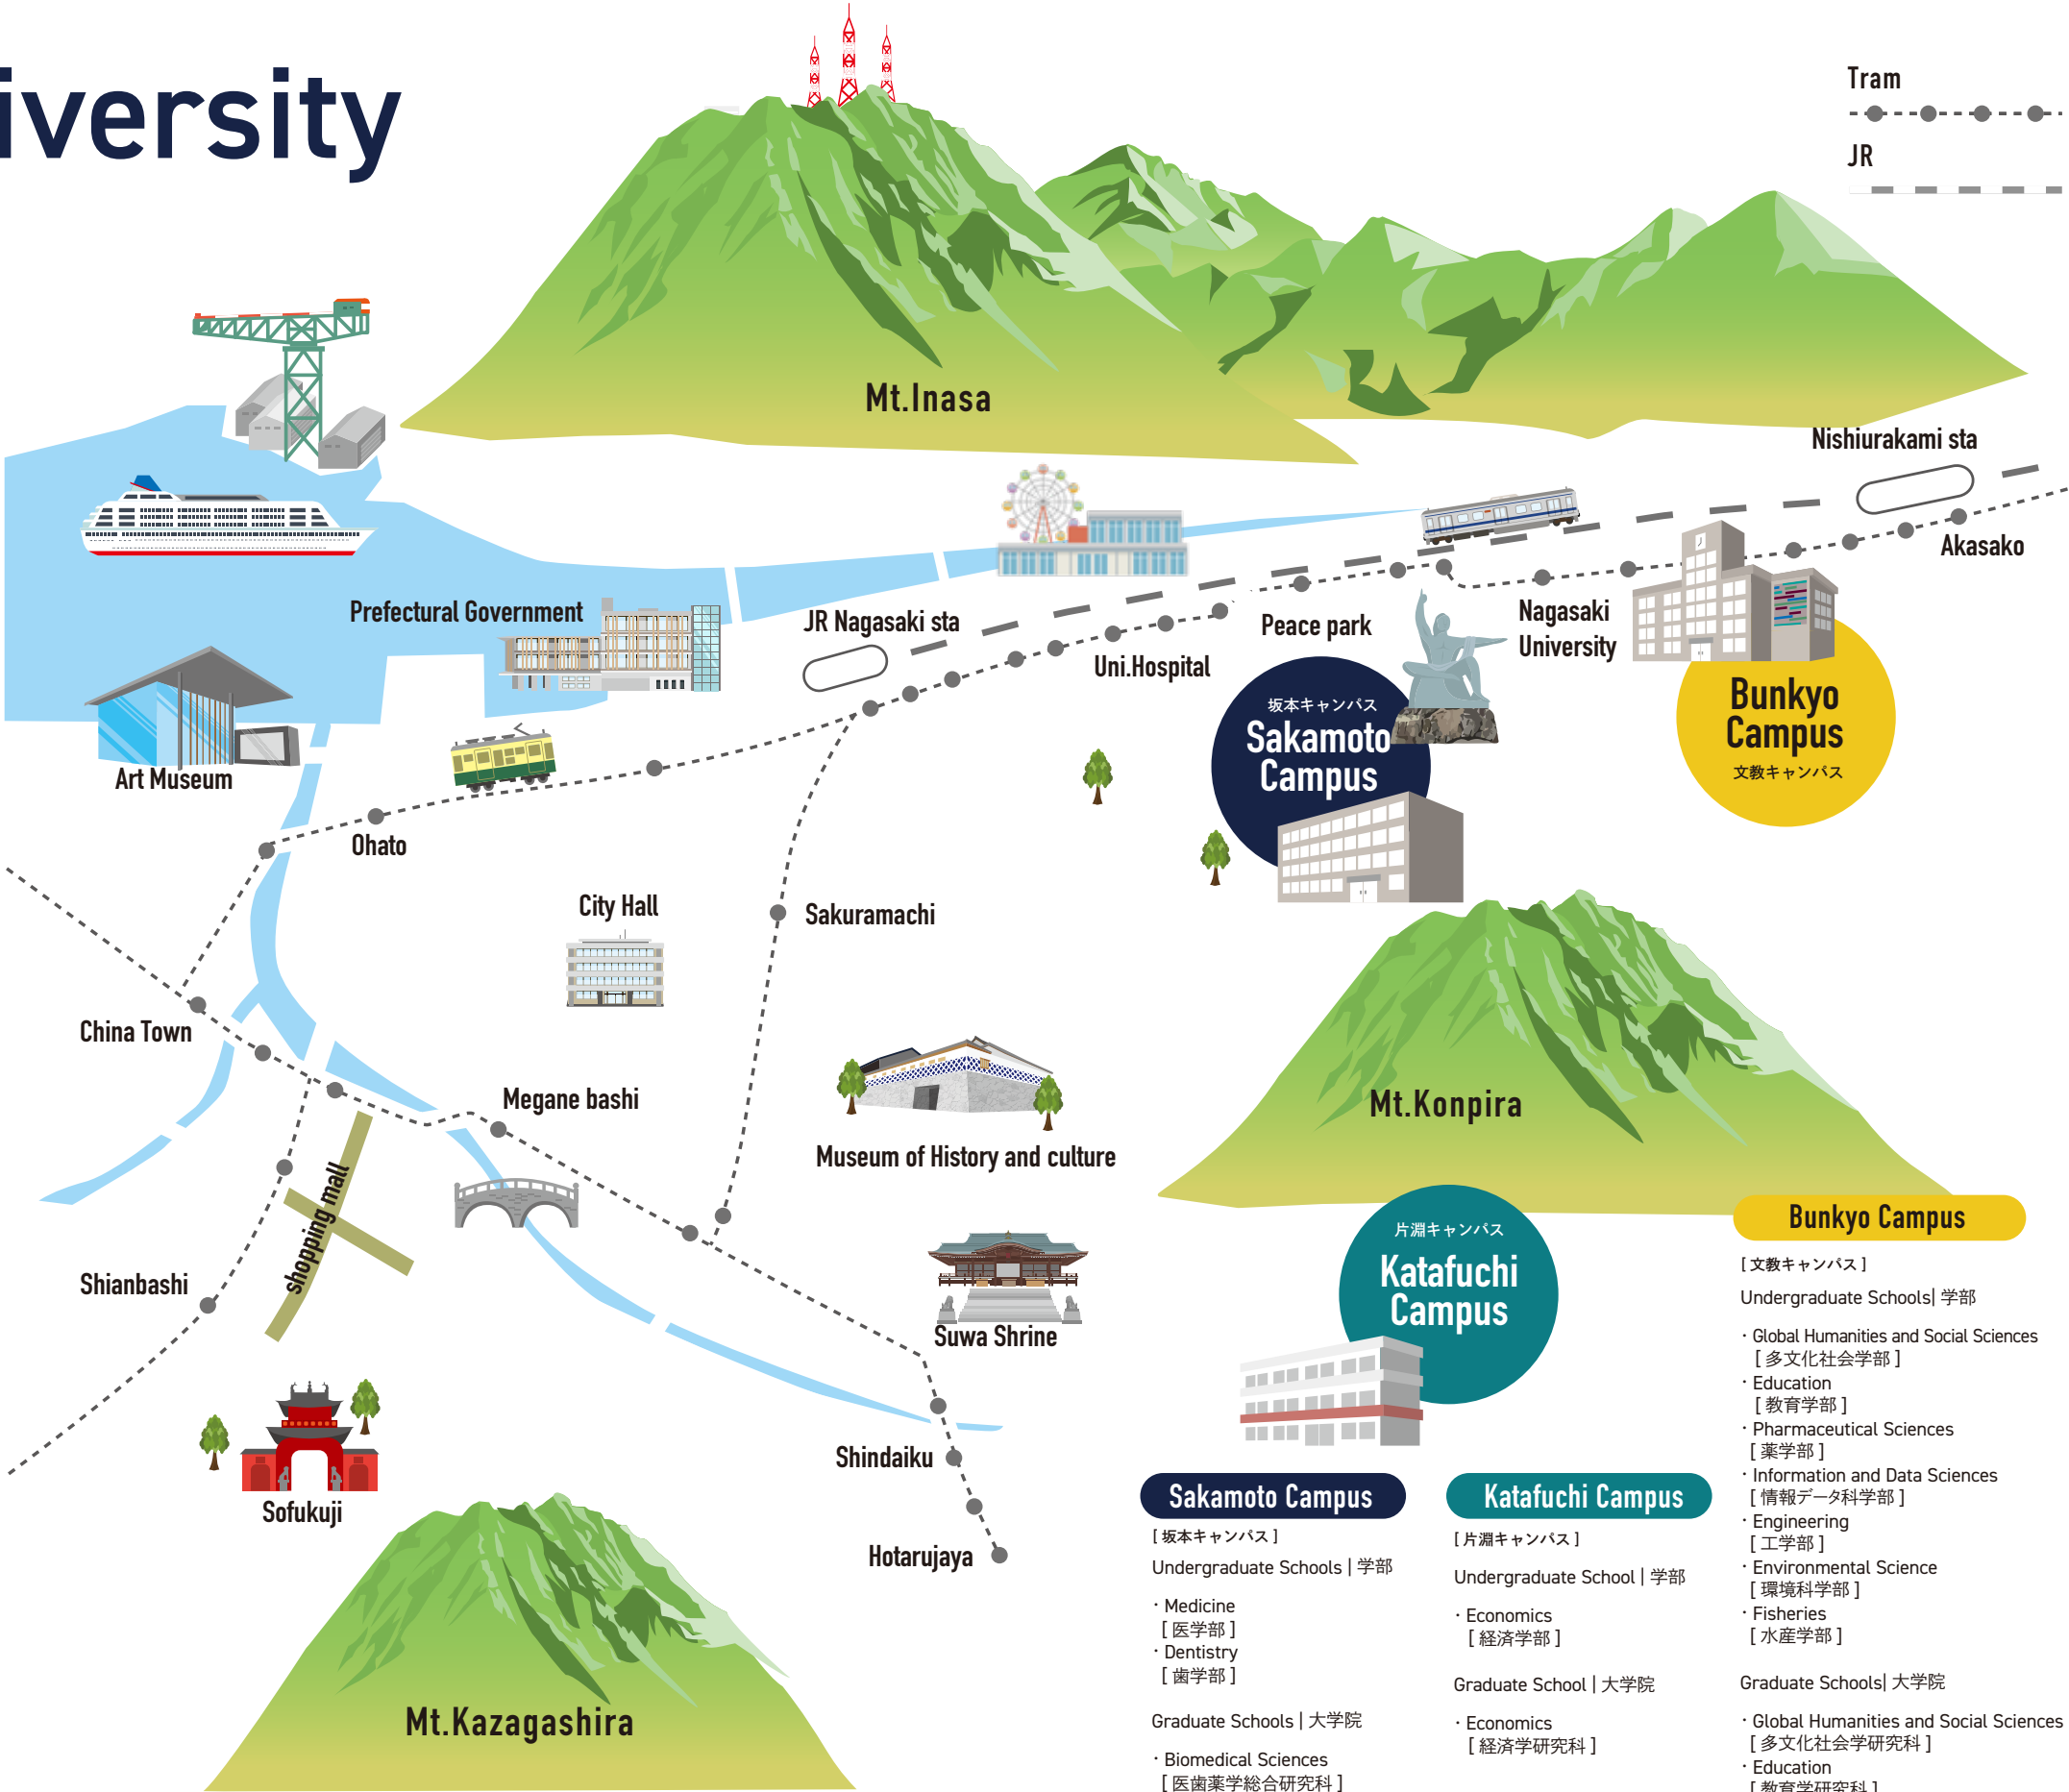 iversity
Tram
JR
Mt.Inasa
Nishiurakami sta
Akasako
Prefectural Government
JR Nagasaki sta
Uni.Hospital
Peace park
Nagasaki
University
坂本キャンパス
Sakamoto
Campus
Bunkyo
Campus
文教キャンパス
Art Museum
Ohato
City Hall
Sakuramachi
China Town
Megane bashi
Museum of History and culture
Mt.Konpira
shopping mall
Shianbashi
Suwa Shrine
片淵キャンパス
Katafuchi
Campus
Sofukuji
Shindaiku
Hotarujaya
Mt.Kazagashira
Sakamoto Campus
[ 坂本キャンパス ]
Undergraduate Schools | 学部
・Medicine
[ 医学部 ]
・Dentistry
[ 歯学部 ]
Graduate Schools | 大学院
・Biomedical Sciences
[ 医歯薬学総合研究科 ]
Katafuchi Campus
[ 片淵キャンパス ]
Undergraduate School | 学部
・Economics
[ 経済学部 ]
Graduate School | 大学院
・Economics
[ 経済学研究科 ]
Bunkyo Campus
[ 文教キャンパス ]
Undergraduate Schools| 学部
・Global Humanities and Social Sciences
[ 多文化社会学部 ]
・Education
[ 教育学部 ]
・Pharmaceutical Sciences
[ 薬学部 ]
・Information and Data Sciences
[ 情報データ科学部 ]
・Engineering
[ 工学部 ]
・Environmental Science
[ 環境科学部 ]
・Fisheries
[ 水産学部 ]
Graduate Schools| 大学院
・Global Humanities and Social Sciences
[ 多文化社会学研究科 ]
・Education
[ 教育学研究科 ]